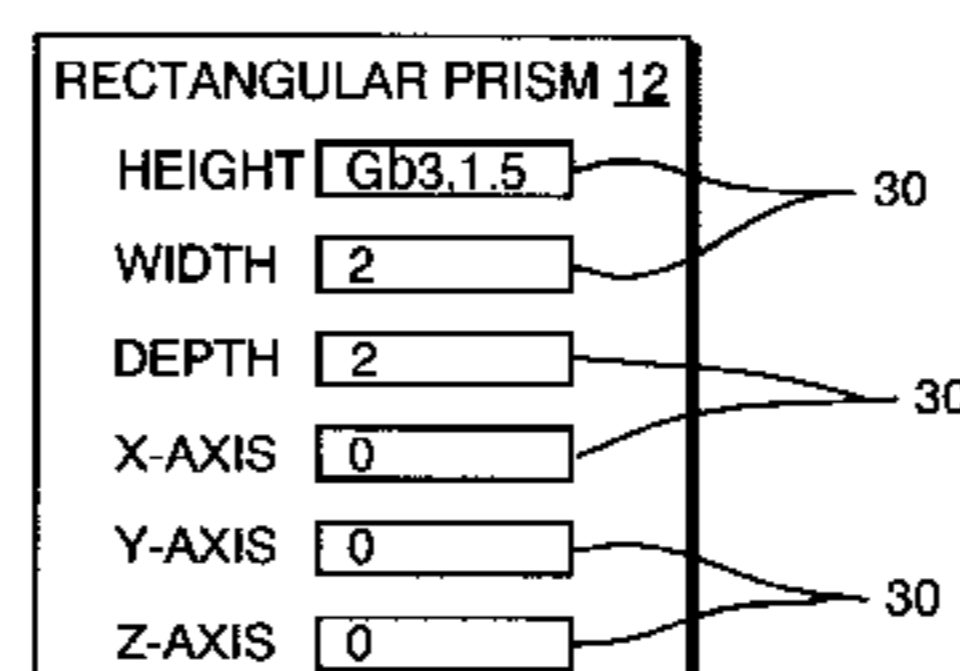 RECTANGULAR PRISM 12
HEIGHT Gb3,1.5 30
WIDTH 2
DEPTH 2
30
X-AXIS 0
Y-AXIS 0
30
Z-AXIS 0